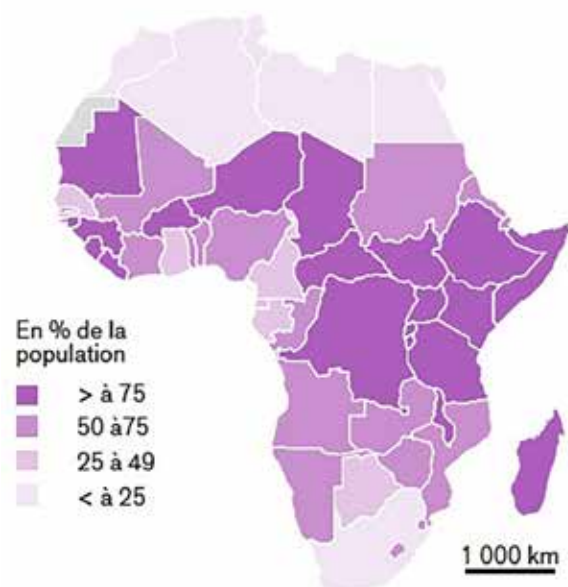 En % de la
population
> à 75
50 à75
25 à 49
< à 25
1 000 km